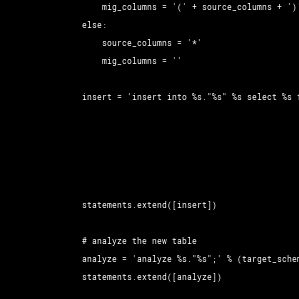 mig_columns = '(' + source_columns + ')
else:
source_columns = '*'
mig_columns = ''
insert = 'insert into %s."%s" %s select %s
statements.extend([insert])
# analyze the new table
analyze = 'analyze %s."%s";' % (target_schem
statements.extend([analyze])